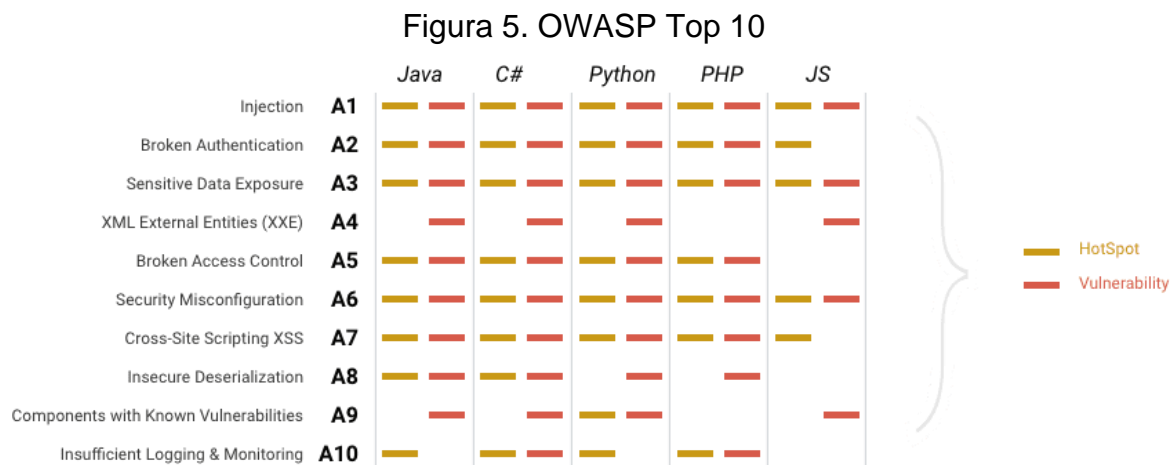 Figura 5. OWASP Top 10
Java C# Python PHP JS
Injection A1
Broken Authentication A2
Sensitive Data Exposure A3
XML External Entities (XXE) A4
Broken Access Control A5
HotSpot
Vulnerability
Security Misconfiguration A6
Cross-Site Scripting XSS A7
Insecure Deserialization A8
Components with Known Vulnerabilities A9
Insufficient Logging & Monitoring A10